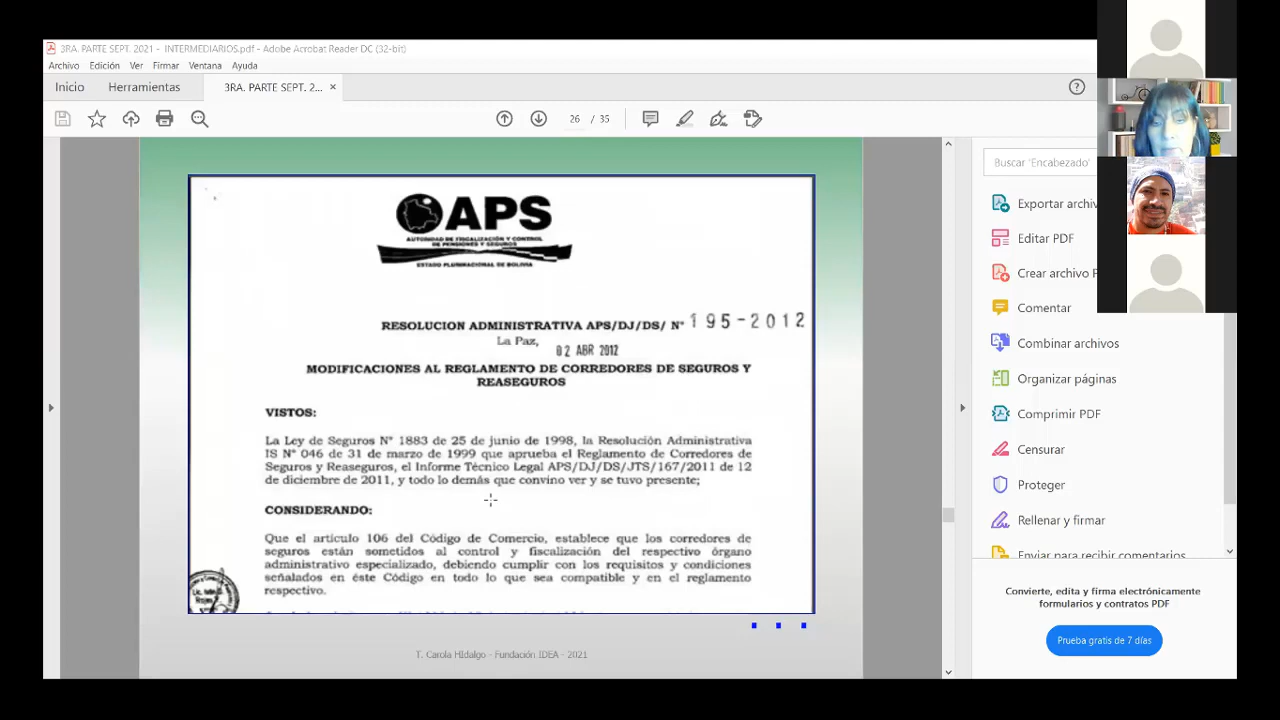 3RA. PARTE SEPT. 2021 - INTERMEDIARIOS.pdf - Adobe Acrobat Reader DC (32-bit)
Archivo Edición Ver Firmar Ventana Ayuda
Inicio Herramientas 3RA. PARTE SEPT. 2... ×
26 / 35
APS
AUTORIDAD DE FISCALIZACIÓN Y CONTROL
DE PENSIONES Y SEGUROS
ESTADO PLURINACIONAL DE BOLIVIA
RESOLUCION ADMINISTRATIVA APS/DJ/DS/ N° 195-2012
La Paz,
02 ABR 2012
MODIFICACIONES AL REGLAMENTO DE CORREDORES DE SEGUROS Y
REASEGUROS
VISTOS:
La Ley de Seguros N° 1883 de 25 de junio de 1998, la Resolución Administrativa
IS N° 046 de 31 de marzo de 1999 que aprueba el Reglamento de Corredores de
Seguros y Reaseguros, el Informe Técnico Legal APS/DJ/DS/JTS/167/2011 de 12
de diciembre de 2011, y todo lo demás que convino ver y se tuvo presente;
CONSIDERANDO:
Que el artículo 106 del Código de Comercio, establece que los corredores de
seguros están sometidos al control y fiscalización del respectivo órgano
administrativo especializado, debiendo cumplir con los requisitos y condiciones
señalados en éste Código en todo lo que sea compatible y en el reglamento
respectivo.
T. Carola Hidalgo - Fundación IDEA - 2021
Buscar 'Encabezado'
Exportar archiv
Editar PDF
Crear archivo P
Comentar
Combinar archivos
Organizar páginas
Comprimir PDF
Censurar
Proteger
Rellenar y firmar
Enviar para recibir comentarios
Convierte, edita y firma electrónicamente
formularios y contratos PDF
Prueba gratis de 7 días